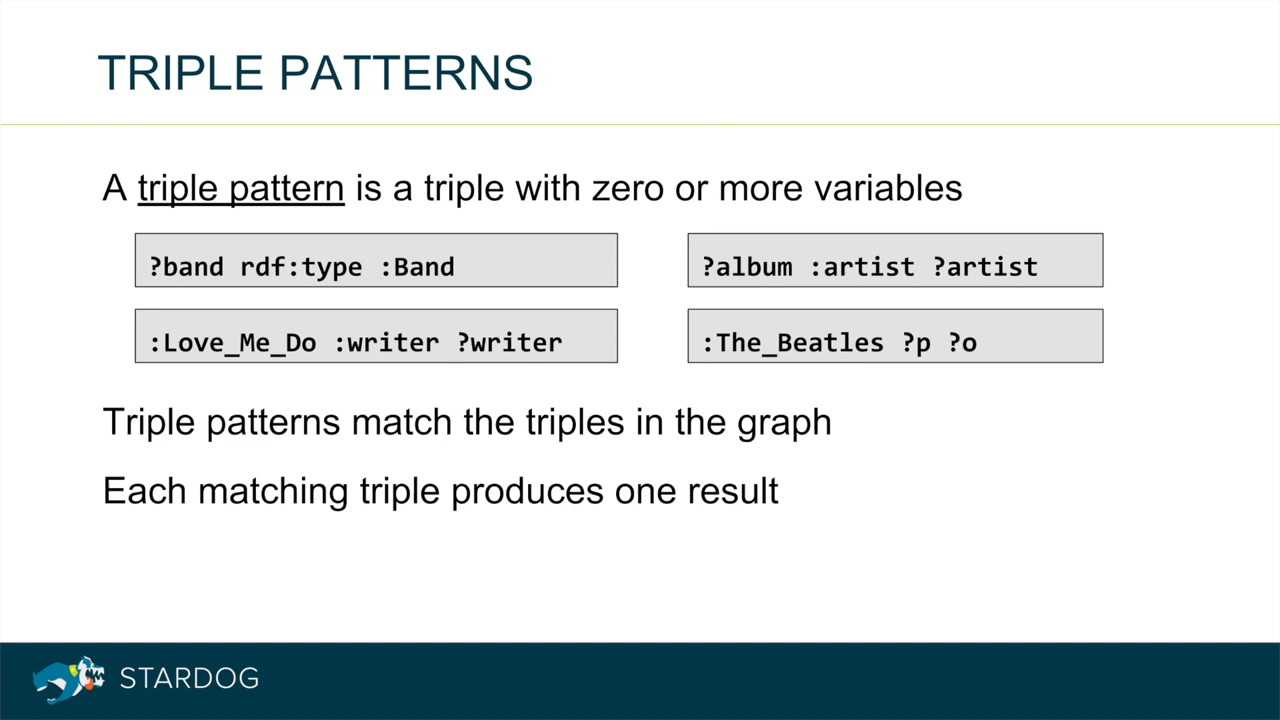 TRIPLE PATTERNS
A triple pattern is a triple with zero or more variables
?band rdf:type :Band
?album :artist ?artist
:Love_Me_Do :writer ?writer
:The_Beatles ?p ?o
Triple patterns match the triples in the graph
Each matching triple produces one result
STARDOG